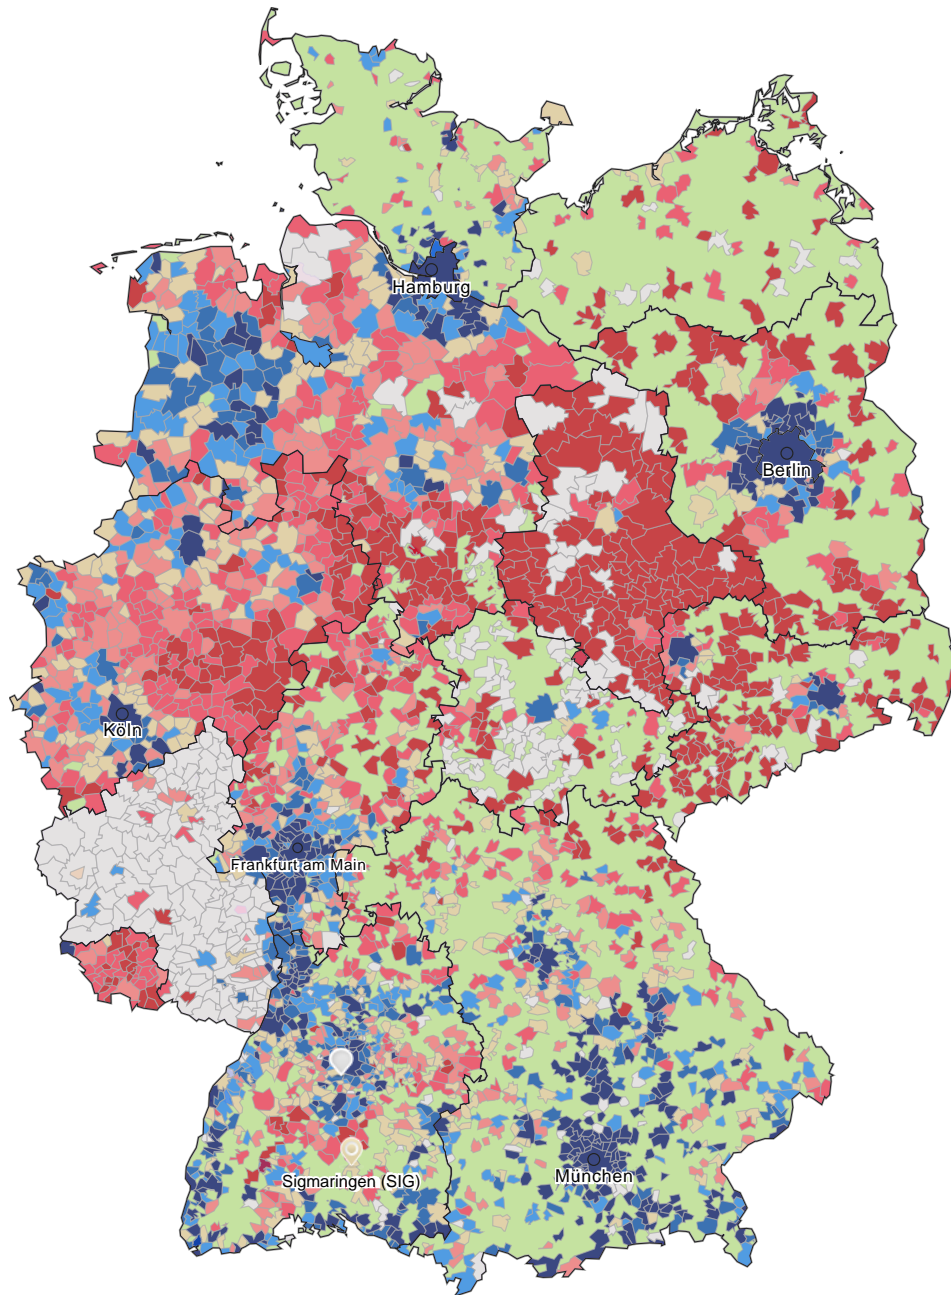 Hamburg
Berlin
Köln
Frankfurt am Main
Sigmaringen (SIG)
München